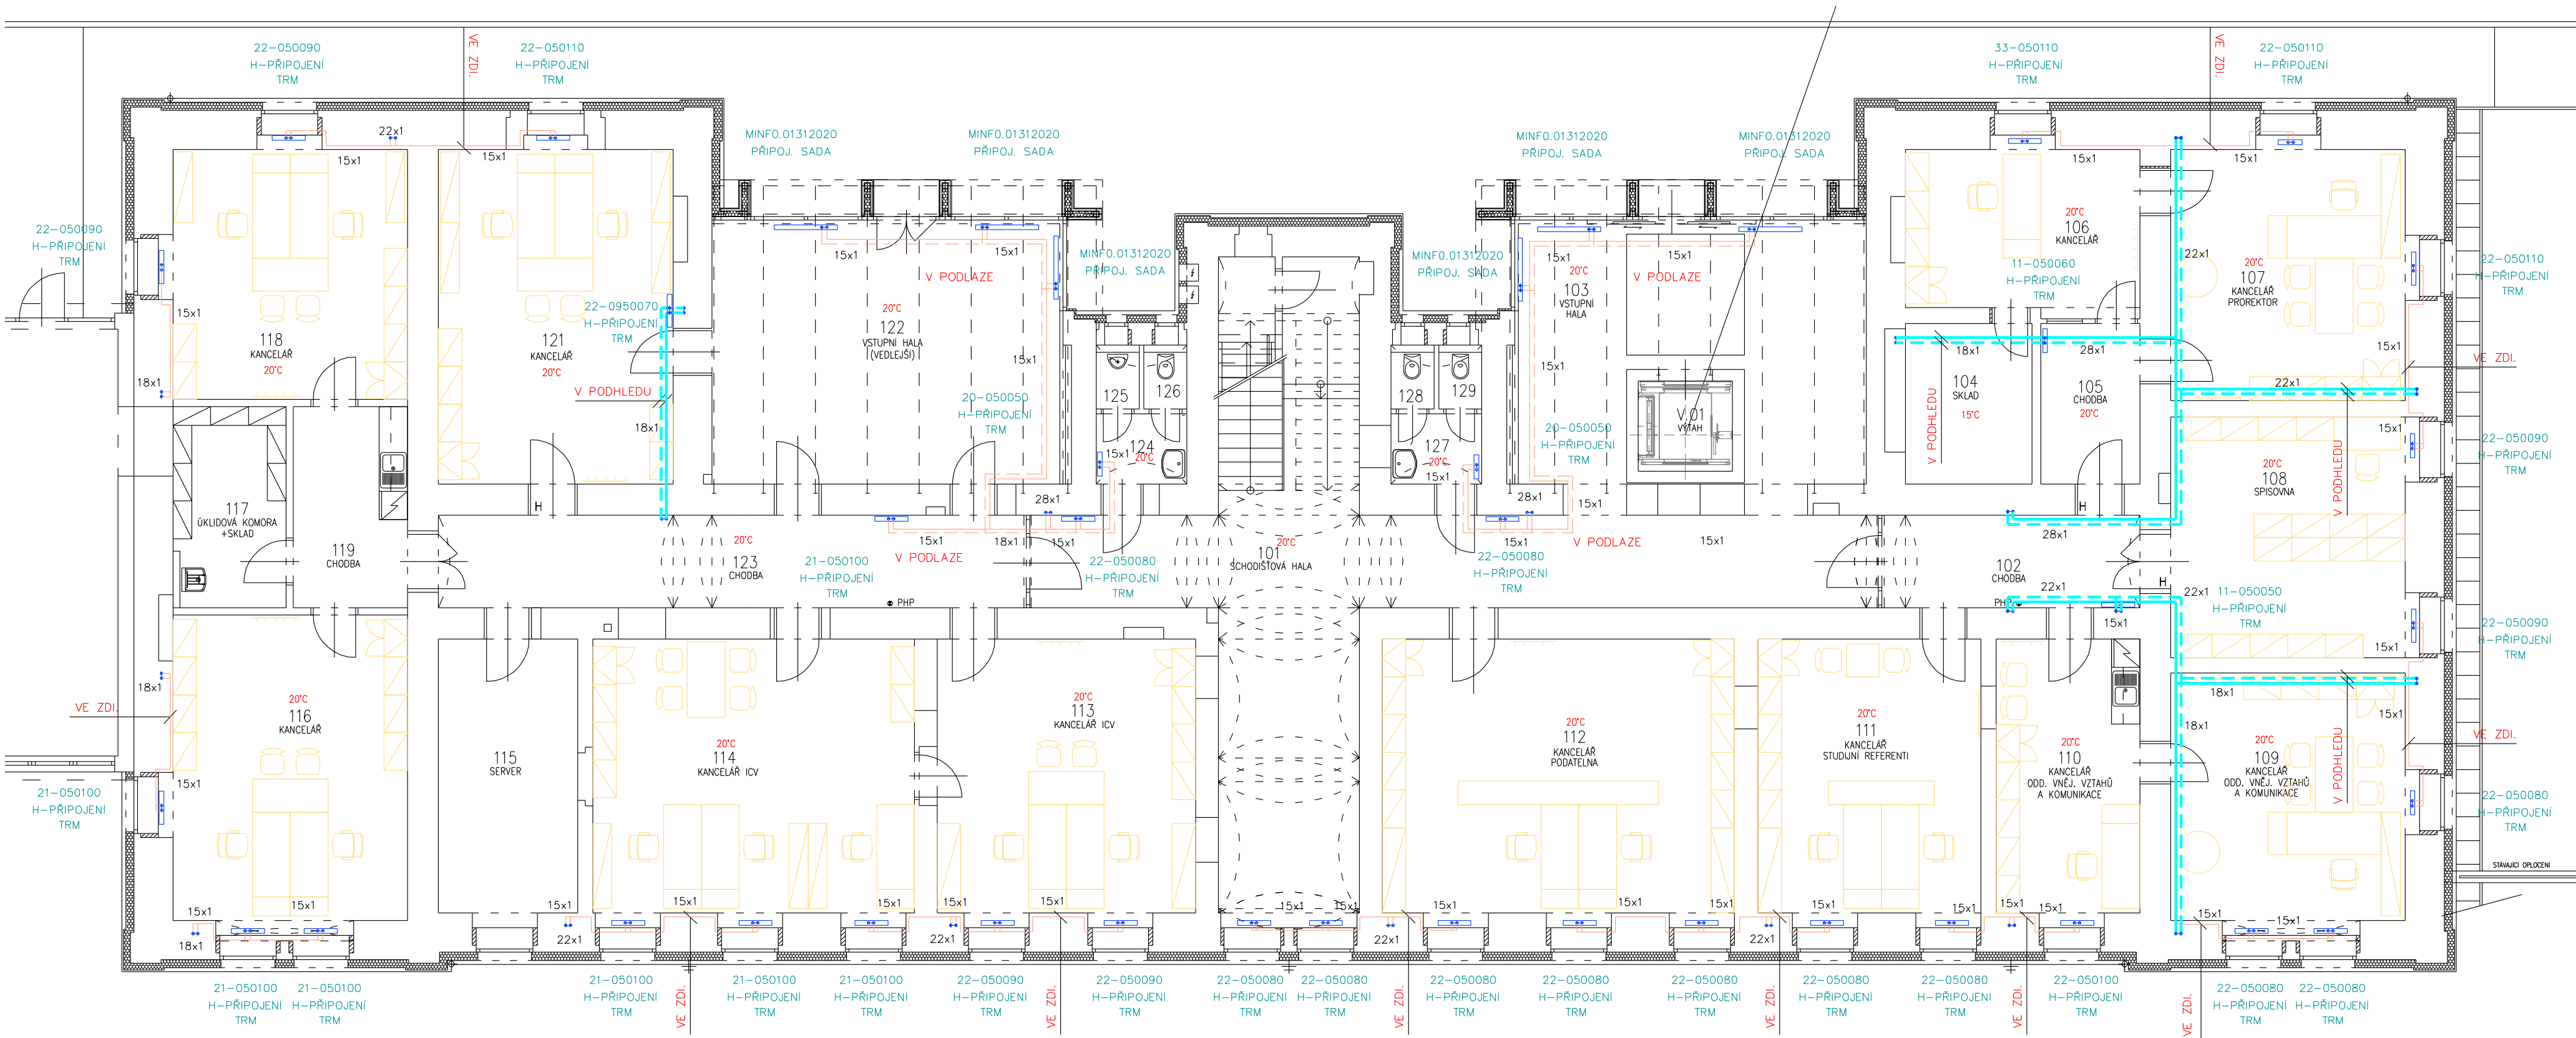 22-050090
H-PŘIPOJENÍ
TRM
VE ZDI.
22-050110
H-PŘIPOJENÍ
TRM
33-050110
H-PŘIPOJENÍ
TRM
VE ZDI.
22-050110
H-PŘIPOJENÍ
TRM
MINF0.01312020
PŘIPOJ. SADA
MINF0.01312020
PŘIPOJ. SADA
MINF0.01312020
PŘIPOJ. SADA
MINF0.01312020
PŘIPOJ. SADA
22x1
15x1
15x1
15x1
15x1
22-050090
H-PŘIPOJENÍ
TRM
15x1
18x1
118
KANCELÁŘ
20°C
121
KANCELÁŘ
20°C
22-0950070
H-PŘIPOJENÍ
TRM
V PODHLEDU
18x1
15x1
15x1
V PODLAZE
20°C
122
VSTUPNÍ HALA
(VEDLEJŠÍ)
15x1
MINF0.01312020
PŘIPOJ. SADA
MINF0.01312020
PŘIPOJ. SADA
15x1
20°C
103
VSTUPNÍ
HALA
15x1
V PODLAZE
15x1
20°C
106
KANCELÁŘ
11-050060
H-PŘIPOJENÍ
TRM
22x1
20°C
107
KANCELÁŘ
PROREKTOR
22-050110
H-PŘIPOJENÍ
TRM
15x1
VE ZDI.
18x1
28x1
104
SKLAD
15°C
V PODHLEDU
105
CHODBA
20°C
22x1
20-050050
H-PŘIPOJENÍ
TRM
125
126
124
20°C
15x1
128
129
127
20°C
15x1
20-050050
H-PŘIPOJENÍ
TRM
V.01
VÝTAH
15x1
22-050090
H-PŘIPOJENÍ
TRM
20°C
108
SPISOVNA
V PODHLEDU
117
ÚKLIDOVÁ KOMORA
+SKLAD
119
CHODBA
H
28x1
28x1
15x1
H
20°C
123
CHODBA
15x1
18x1
15x1
V PODLAZE
21-050100
H-PŘIPOJENÍ
TRM
22-050080
H-PŘIPOJENÍ
TRM
20°C
101
SCHODIŠŤOVÁ HALA
15x1
22-050080
H-PŘIPOJENÍ
TRM
V PODLAZE
15x1
28x1
102
CHODBA
22x1
H
PHP
PHP
15x1
22x1
11-050050
H-PŘIPOJENÍ
TRM
22-050090
H-PŘIPOJENÍ
TRM
15x1
18x1
VE ZDI.
20°C
116
KANCELÁŘ
15x1
21-050100
H-PŘIPOJENÍ
TRM
115
SERVER
20°C
114
KANCELÁŘ ICV
20°C
113
KANCELÁŘ ICV
20°C
112
KANCELÁŘ
PODATELNA
20°C
111
KANCELÁŘ
STUDIJNÍ REFERENTI
20°C
110
KANCELÁŘ
ODD. VNĚJ. VZTAHŮ
A KOMUNIKACE
18x1
18x1
20°C
109
KANCELÁŘ
ODD. VNĚJ. VZTAHŮ
A KOMUNIKACE
V PODHLEDU
15x1
VE ZDI.
22-050080
H-PŘIPOJENÍ
TRM
STÁVAJÍCÍ OPLOCENÍ
15x1
15x1
18x1
15x1
22x1
15x1
15x1
22x1
15x1
15x1
15x1
15x1
22x1
15x1
15x1
15x1
22x1
15x1
15x1
15x1
15x1
15x1
15x1
21-050100
H-PŘIPOJENÍ
TRM
21-050100
H-PŘIPOJENÍ
TRM
21-050100
H-PŘIPOJENÍ
TRM
VE ZDI.
21-050100
H-PŘIPOJENÍ
TRM
21-050100
H-PŘIPOJENÍ
TRM
22-050090
H-PŘIPOJENÍ
TRM
VE ZDI.
22-050090
H-PŘIPOJENÍ
TRM
22-050080
H-PŘIPOJENÍ
TRM
22-050080
H-PŘIPOJENÍ
TRM
VE ZDI.
22-050080
H-PŘIPOJENÍ
TRM
22-050080
H-PŘIPOJENÍ
TRM
22-050080
H-PŘIPOJENÍ
TRM
VE ZDI.
22-050080
H-PŘIPOJENÍ
TRM
22-050080
H-PŘIPOJENÍ
TRM
VE ZDI.
22-050100
H-PŘIPOJENÍ
TRM
VE ZDI.
22-050080
H-PŘIPOJENÍ
TRM
22-050080
H-PŘIPOJENÍ
TRM